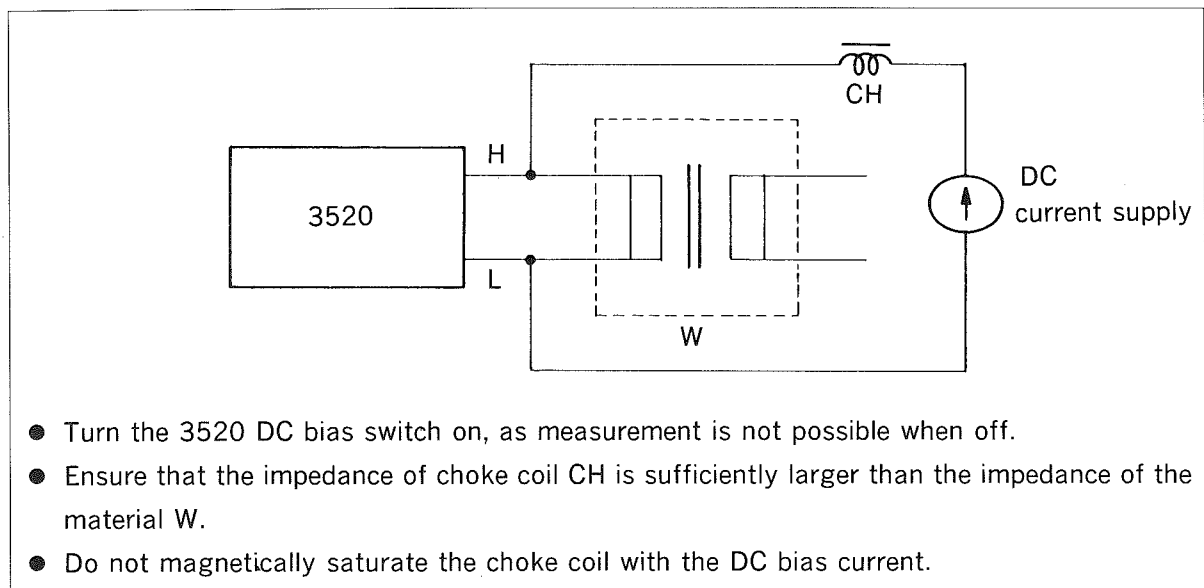 CH
H
3520
DC
current supply
L
W
● Turn the 3520 DC bias switch on, as measurement is not possible when off.
● Ensure that the impedance of choke coil CH is sufficiently larger than the impedance of the
material W.
● Do not magnetically saturate the choke coil with the DC bias current.